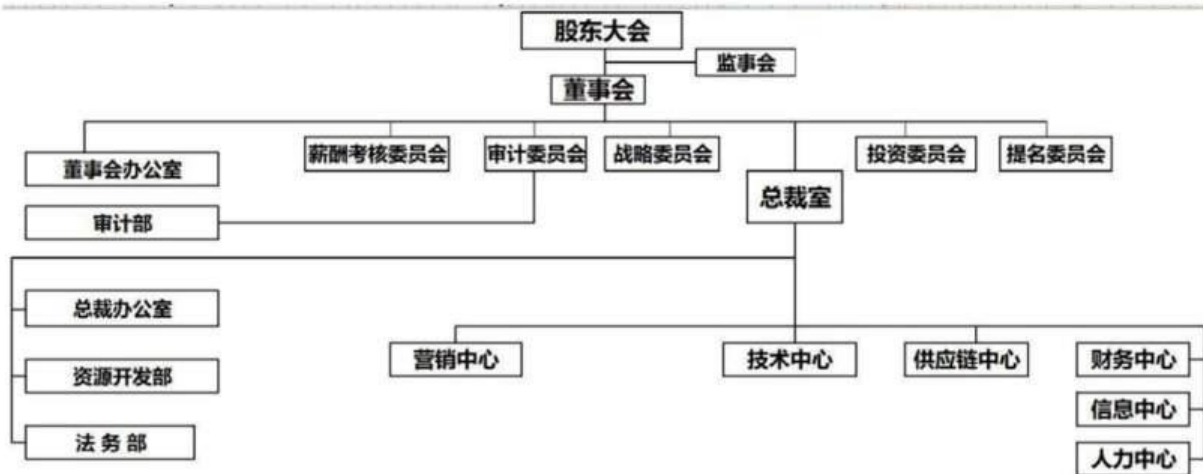 股东大会
监事会
董事会
董事会办公室
薪酬考核委员会
审计委员会
战略委员会
投资委员会
提名委员会
总裁室
审计部
总裁办公室
营销中心
技术中心
供应链中心
财务中心
资源开发部
信息中心
法 务 部
人力中心